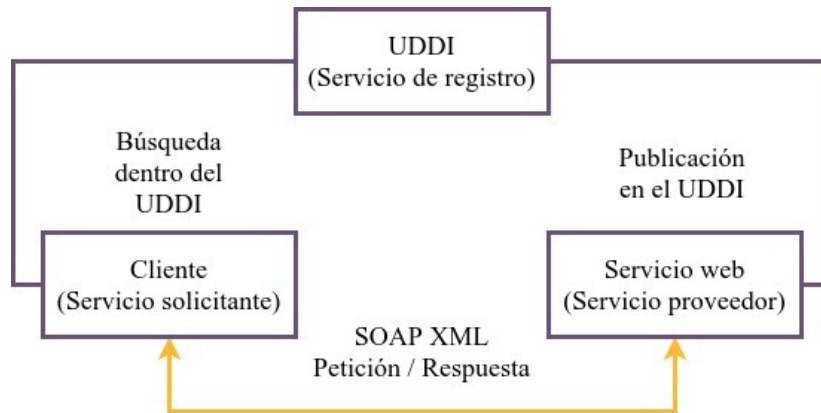 UDDI
(Servicio de registro)
Búsqueda
dentro del
UDDI
Publicación
en el UDDI
Cliente
(Servicio solicitante)
Servicio web
(Servicio proveedor)
SOAP XML
Petición / Respuesta